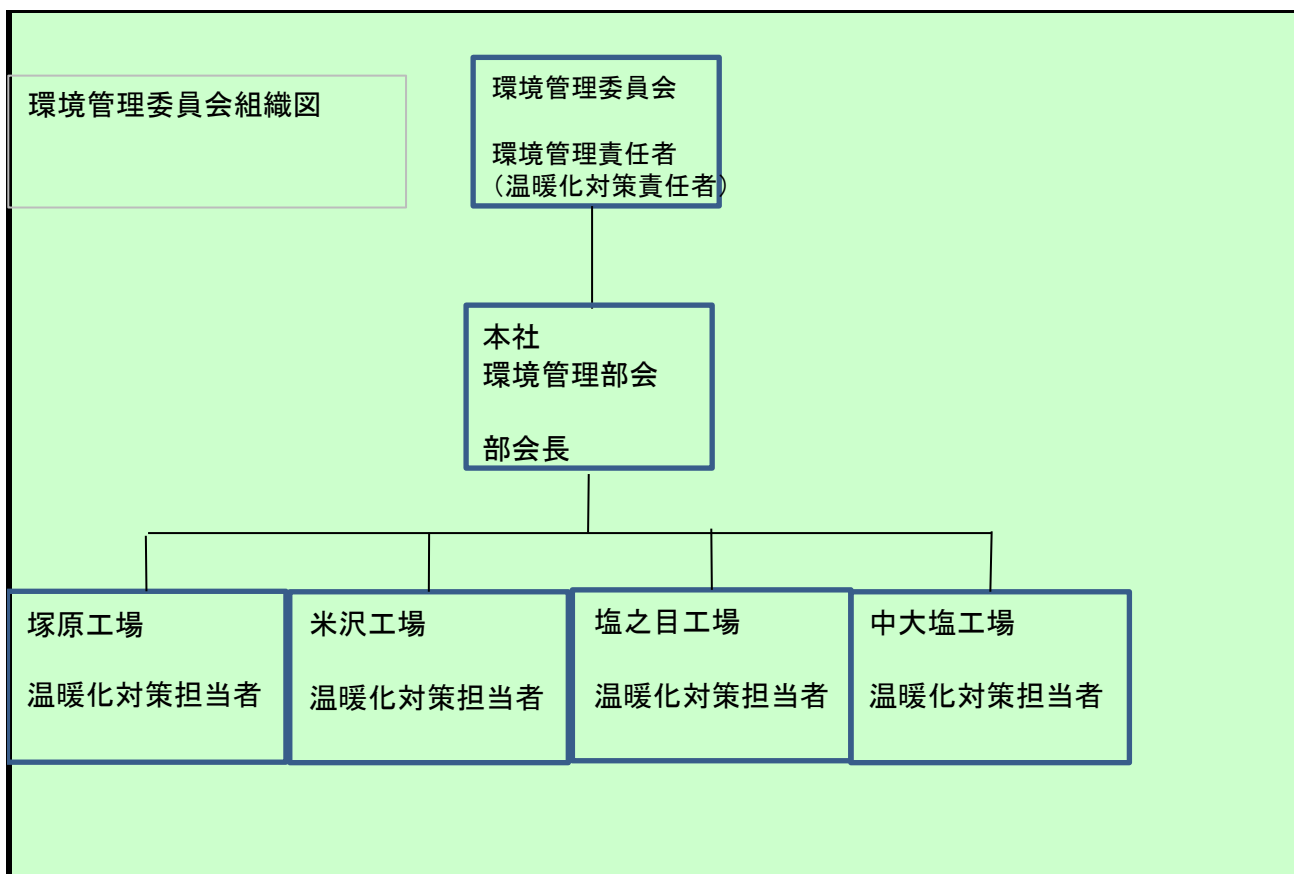 環境管理委員会組織図
環境管理委員会
環境管理責任者
（温暖化対策責任者）
本社
環境管理部会
部会長
塚原工場
温暖化対策担当者
米沢工場
温暖化対策担当者
塩之目工場
温暖化対策担当者
中大塩工場
温暖化対策担当者